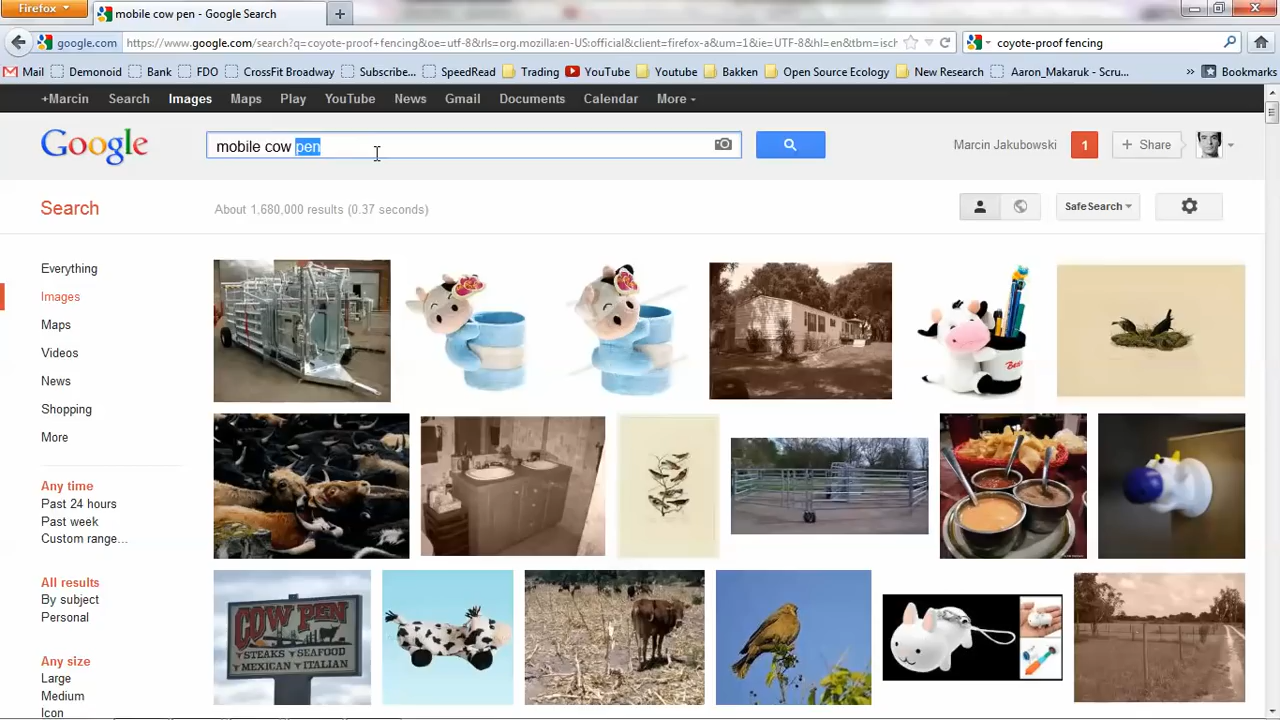 Firefox
mobile cow pen - Google Search
google.com
https://www.google.com/search?q=coyote-proof+fencing&oe=utf-8&rls=org.mozilla:en-US:official&client=firefox-a&um=1&ie=UTF-8&hl=en&tbm=isch
coyote-proof fencing
Mail
Demonoid
Bank
FDO
CrossFit Broadway
Subscribe...
SpeedRead
Trading
YouTube
Youtube
Bakken
Open Source Ecology
New Research
Aaron_Makaruk - Scru...
»
Bookmarks
+Marcin
Search
Images
Maps
Play
YouTube
News
Gmail
Documents
Calendar
More
Google
mobile cow pen
Marcin Jakubowski
1
+ Share
Search
About 1,680,000 results (0.37 seconds)
SafeSearch
Everything
Images
Maps
Videos
News
Shopping
More
Any time
Past 24 hours
Past week
Custom range...
All results
By subject
Personal
Any size
Large
Medium
Icon
COW PEN
STEAKS SEAFOOD
MEXICAN ITALIAN